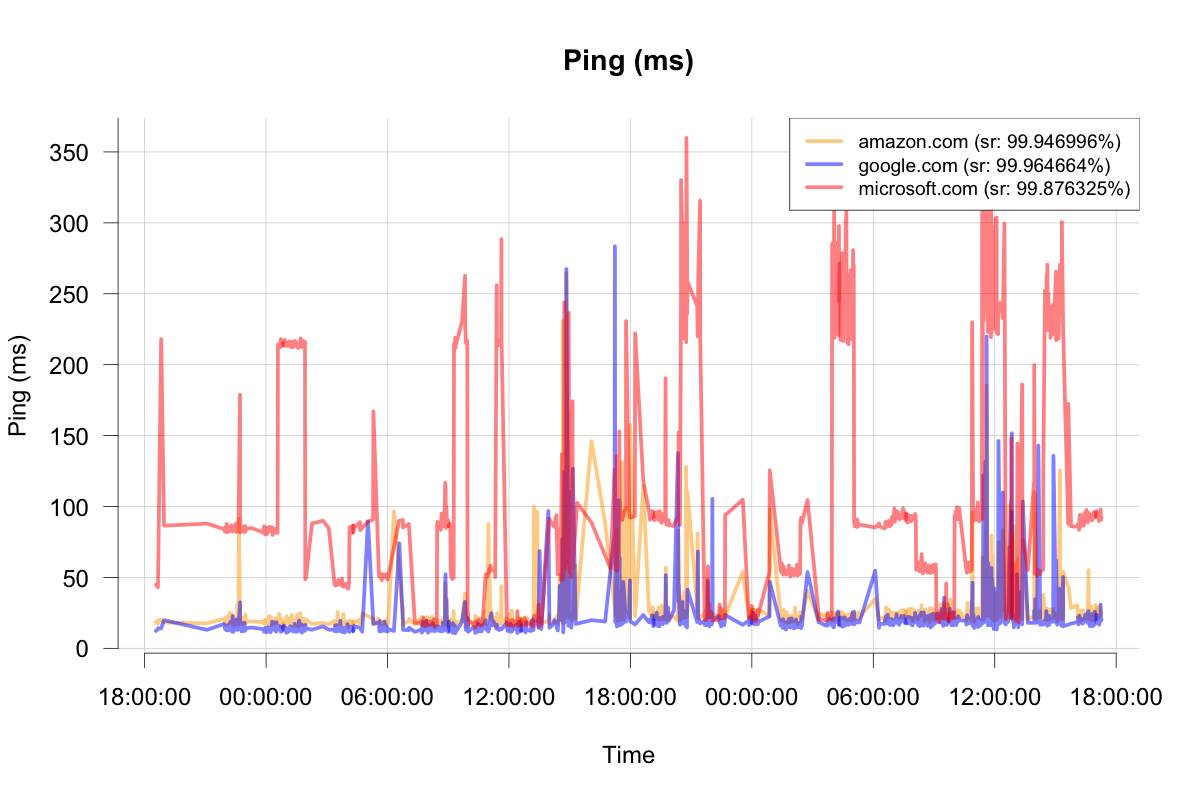 Ping (ms)
amazon.com (sr: 99.946996%)
google.com (sr: 99.964664%)
microsoft.com (sr: 99.876325%)
350
300
250
200
150
100
50
0
Ping (ms)
18:00:00 00:00:00 06:00:00 12:00:00 18:00:00 00:00:00 06:00:00 12:00:00 18:00:00
Time